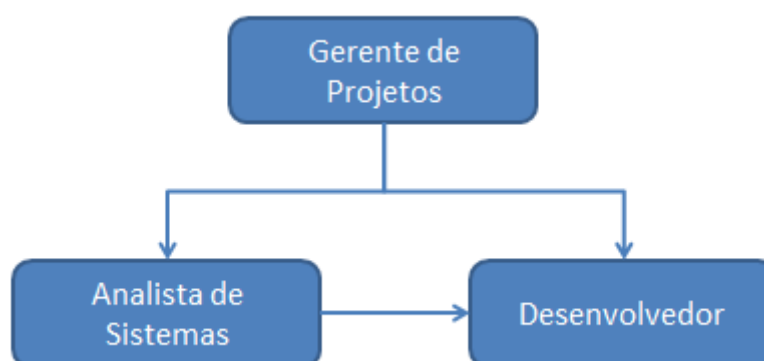 Gerente de
Projetos
Analista de
Sistemas
Desenvolvedor